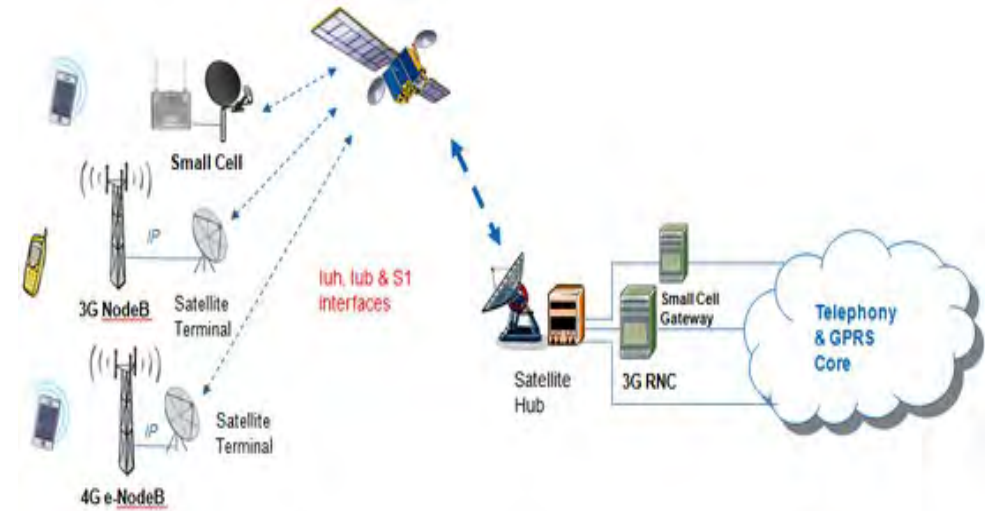 Small Cell
IP
3G NodeB
Satellite
Terminal
IP
4G e-NodeB
Satellite
Terminal
Iuh, Iub & S1
interfaces
Satellite
Hub
Small Cell
Gateway
3G RNC
Telephony
& GPRS
Core